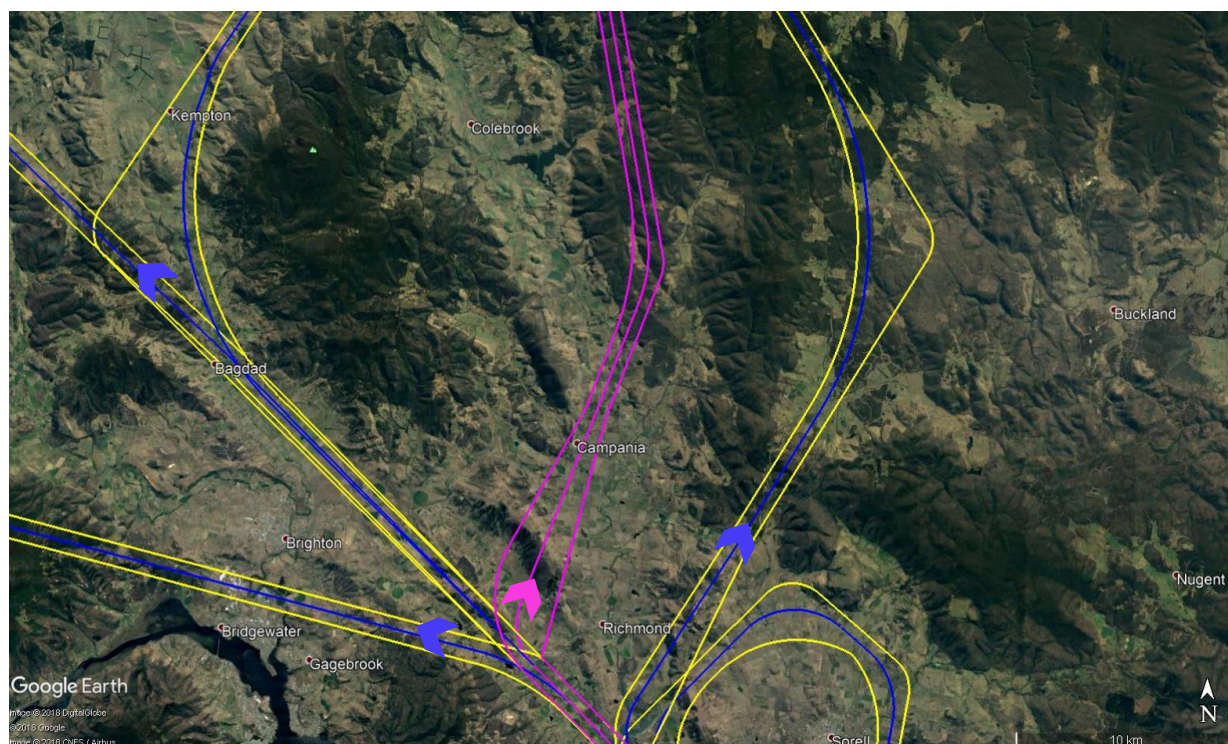 Kempton
Colebrook
Buckland
Bagdad
Campania
Brighton
Nugent
Richmond
Bridgewater
Gagebrook
Google Earth
Image © 2018 DigitalGlobe
© 2018 Google
Image © 2018 CNES / Airbus
Sorell
10 km
N